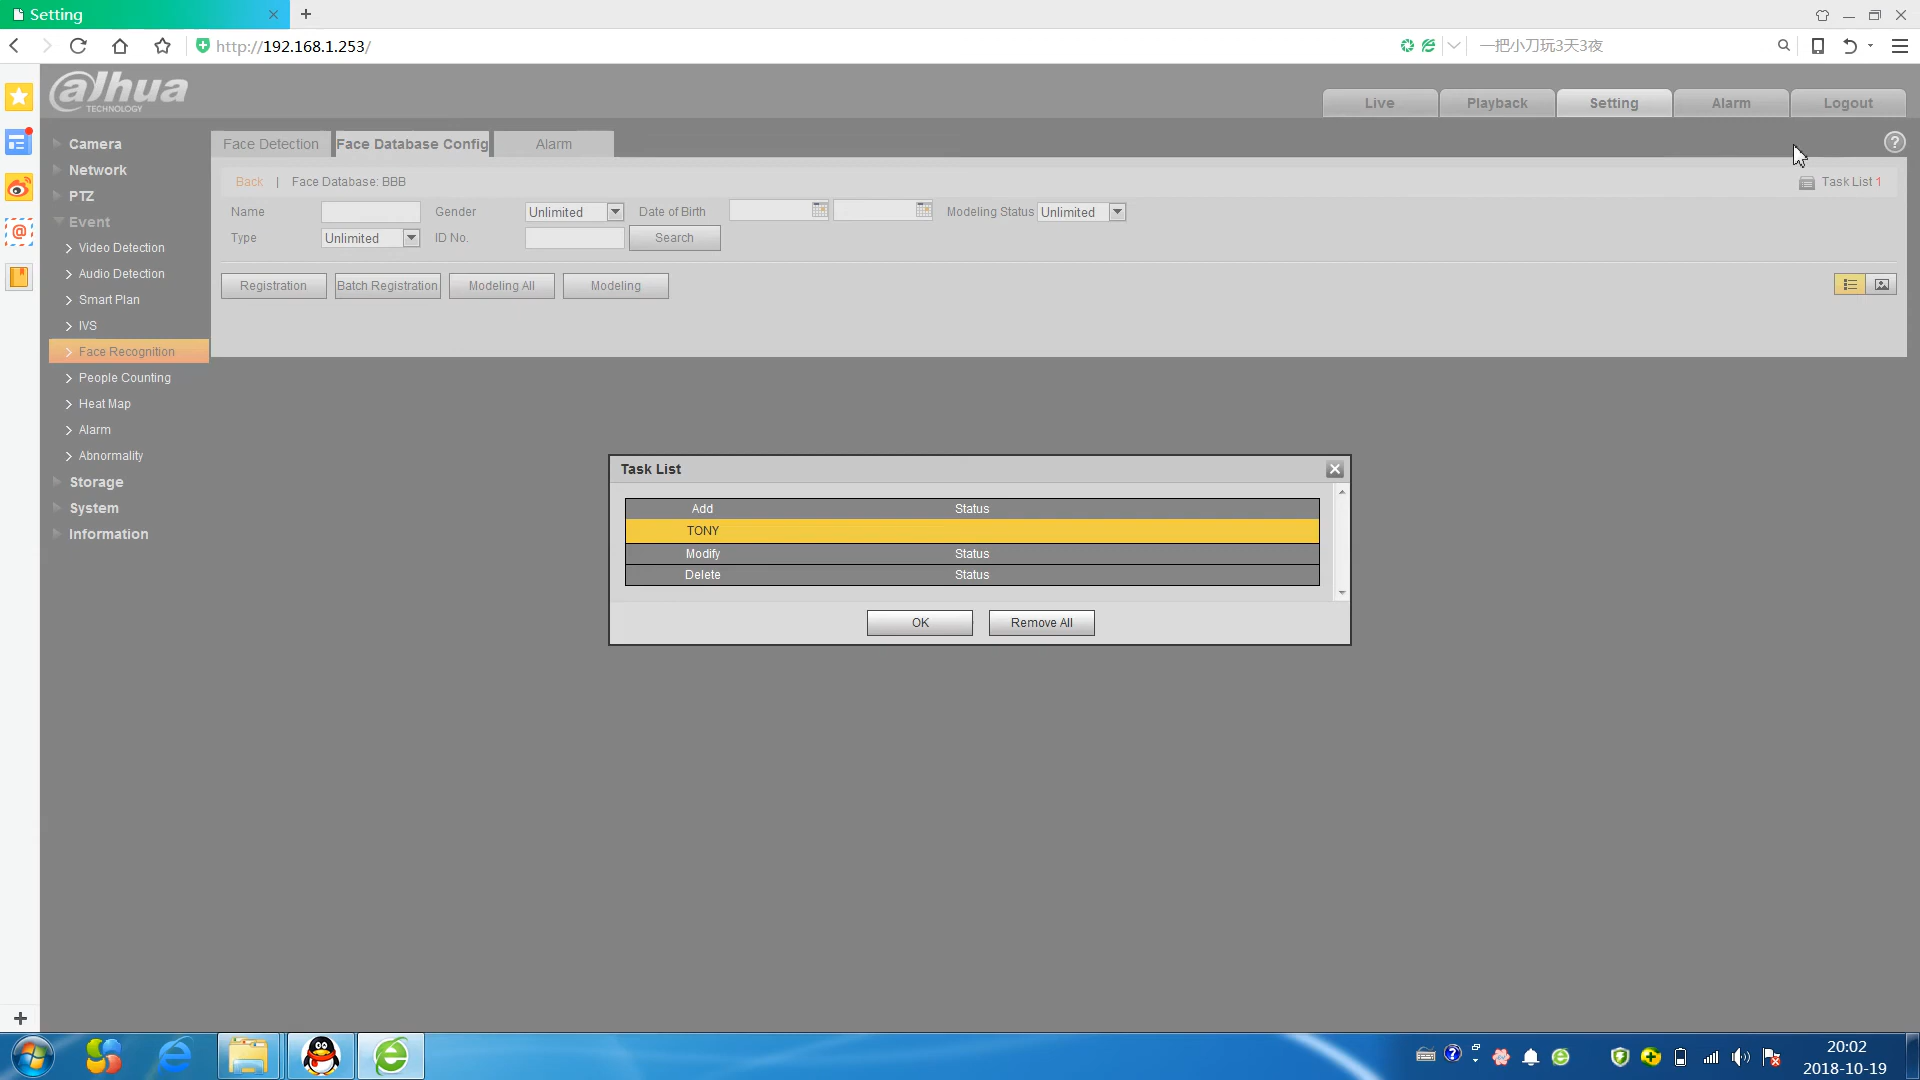 Setting
http://192.168.1.253/
一把小刀玩3天3夜
alhua
TECHNOLOGY
Live
Playback
Setting
Alarm
Logout
Camera
Network
PTZ
Event
Video Detection
Audio Detection
Smart Plan
IVS
Face Recognition
People Counting
Heat Map
Alarm
Abnormality
Storage
System
Information
Face Detection
Face Database Config
Alarm
Back | Face Database: BBB
Task List 1
Name
Gender
Unlimited
Date of Birth
Modeling Status
Unlimited
Type
Unlimited
ID No.
Search
Registration
Batch Registration
Modeling All
Modeling
Task List
Add
Status
TONY
Modify
Status
Delete
Status
OK
Remove All
20:02
2018-10-19